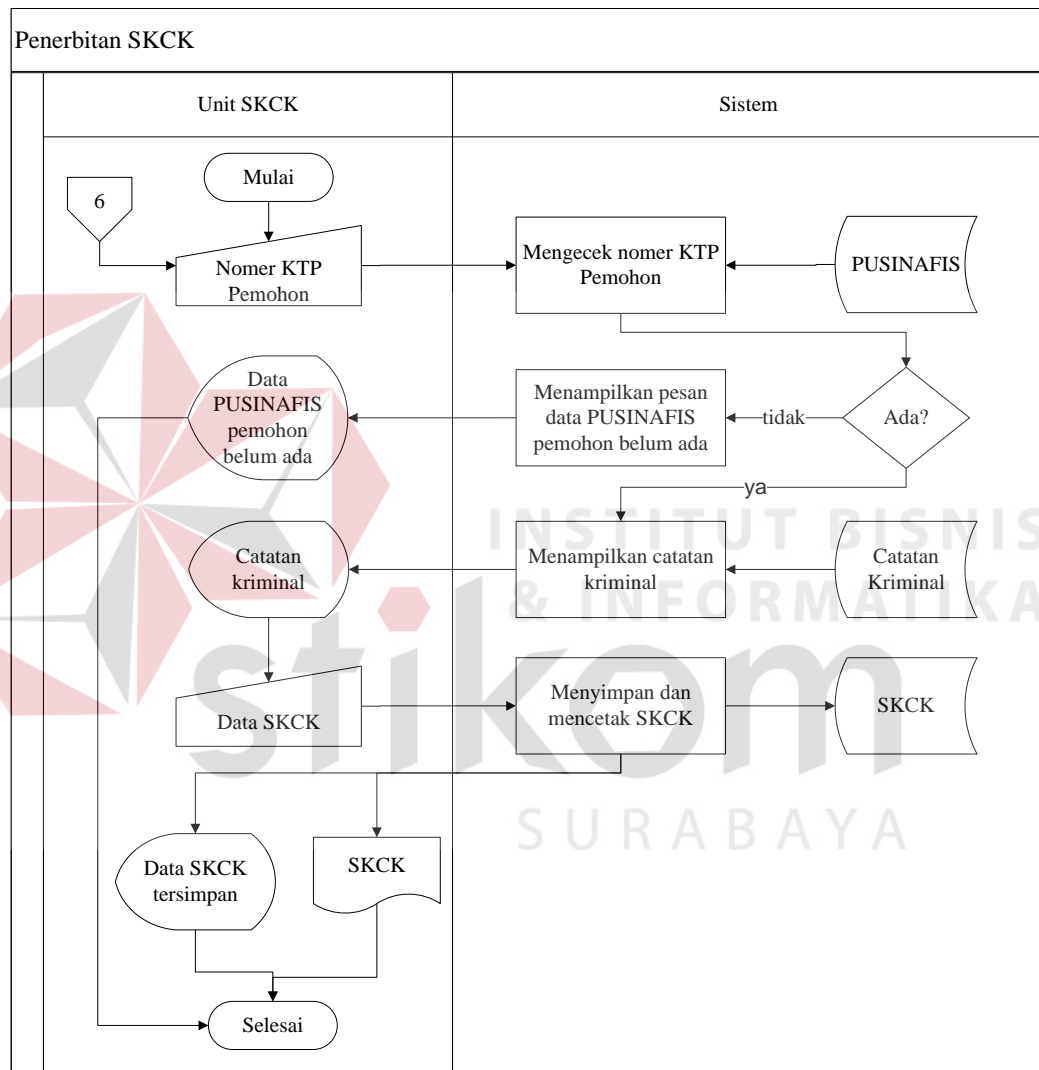 Penerbitan SKCK
Unit SKCK
Sistem
Mulai
6
Nomer KTP
Pemohon
Mengecek nomer KTP
Pemohon
PUSINAFIS
Data
PUSINAFIS
pemohon
belum ada
Menampilkan pesan
data PUSINAFIS
pemohon belum ada
tidak
Ada?
ya
INSTITUT BISNIS
& INFORMATIKA
Catatan
kriminal
Menampilkan catatan
kriminal
Catatan
Kriminal
stikom
Data SKCK
Menyimpan dan
mencetak SKCK
SKCK
SURABAYA
Data SKCK
tersimpan
SKCK
Selesai